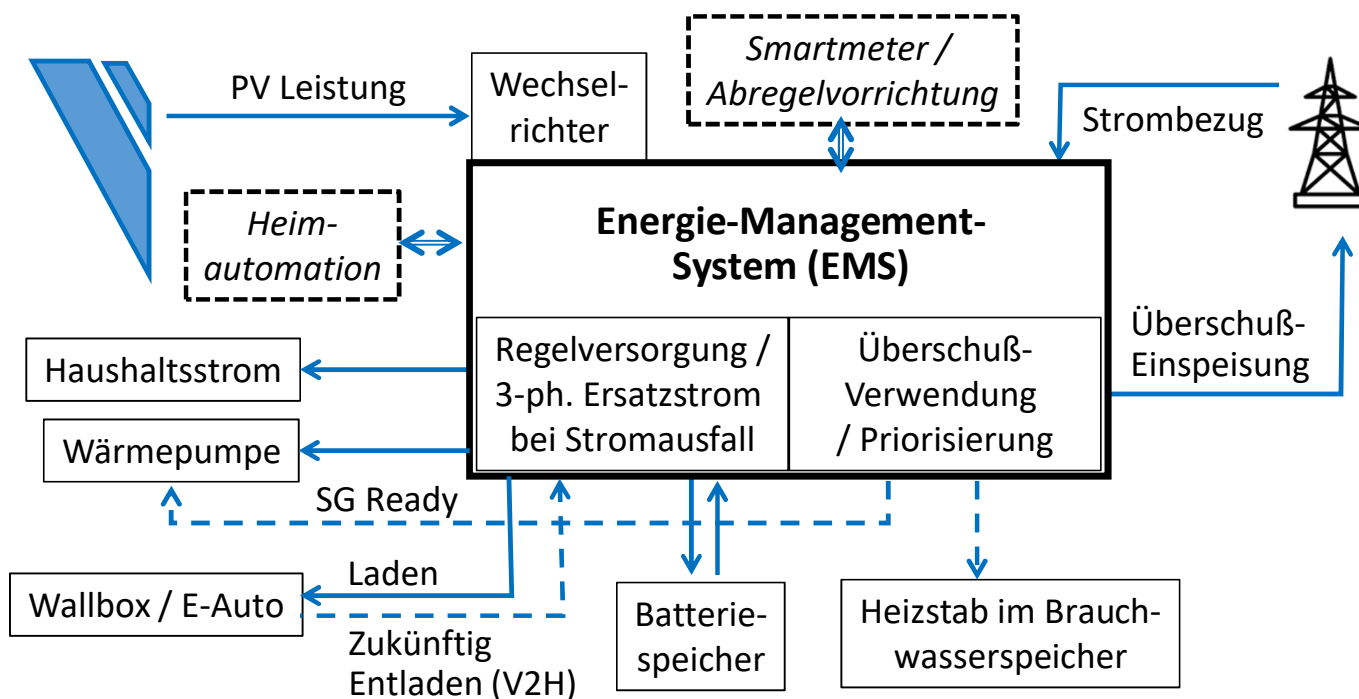 PV Leistung
Wechsel-
richter
Smartmeter /
Abregelvorrichtung
Strombezug
Heim-
automation
Energie-Management-
System (EMS)
Überschuß-
Einspeisung
Haushaltsstrom
Regelversorgung /
3-ph. Ersatzstrom
bei Stromausfall
Überschuß-
Verwendung
/ Priorisierung
Wärmepumpe
SG Ready
Laden
Wallbox / E-Auto
Zukünftig
Entladen (V2H)
Batterie-
speicher
Heizstab im Brauch-
wasserspeicher